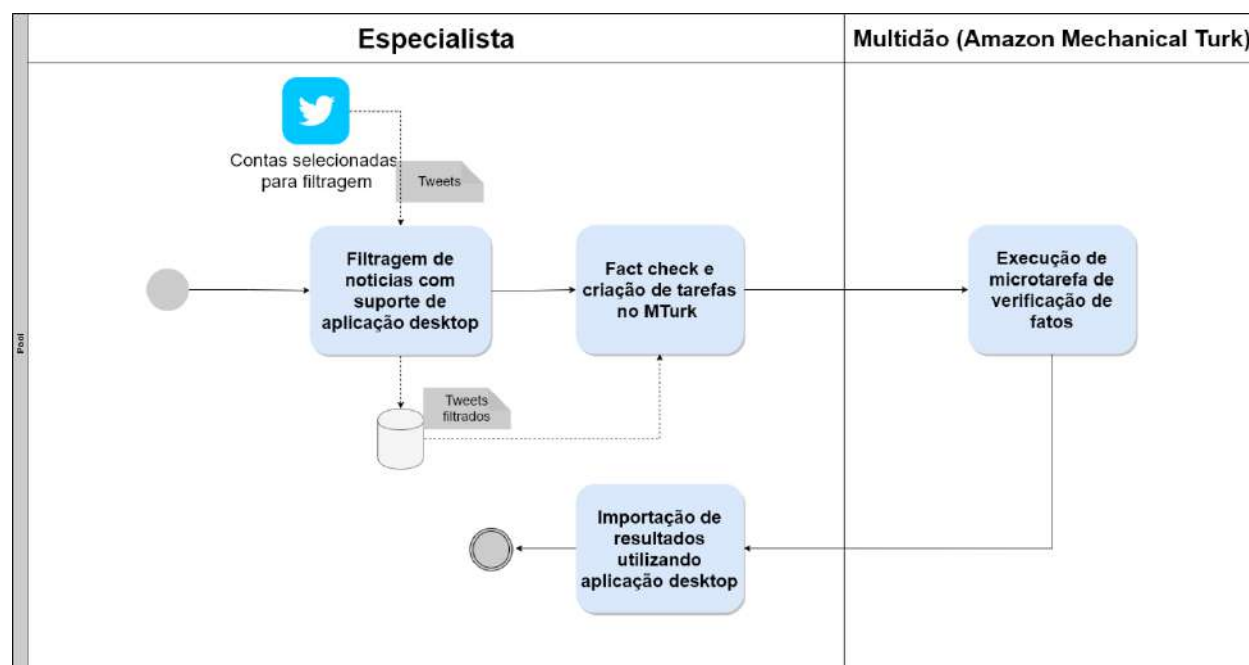 Especialista
Multidão (Amazon Mechanical Turk)
Pool
Contas selecionadas
para filtragem
Tweets
Filtragem de
noticias com
suporte de
aplicação desktop
Fact check e
criação de tarefas
no MTurk
Execução de
microtarefa de
verificação de
fatos
Tweets
filtrados
Importação de
resultados
utilizando
aplicação desktop